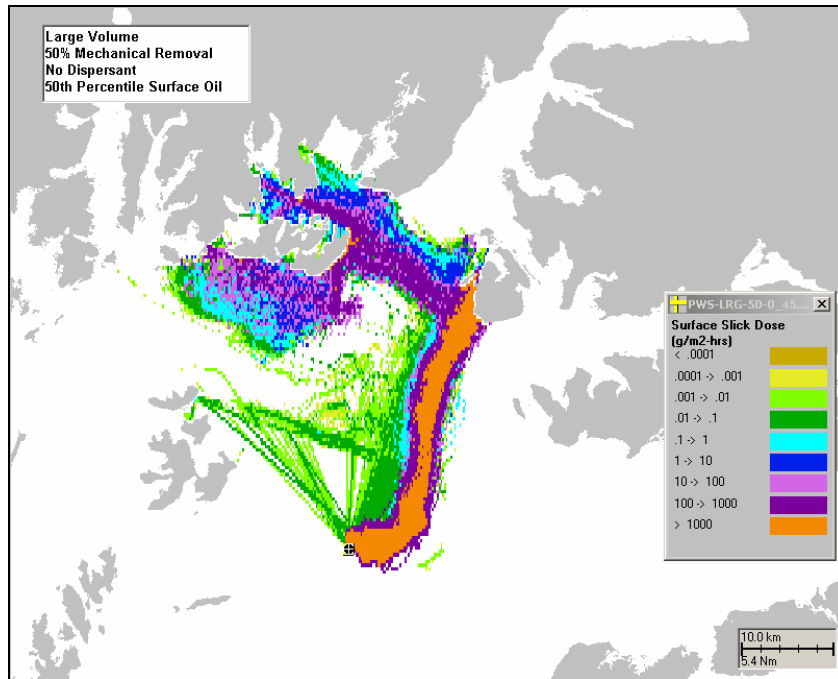 Large Volume
50% Mechanical Removal
No Dispersant
50th Percentile Surface Oil
PWS-LRG-50-0_45....
Surface Slick Dose
(g/m2-hrs)
< .0001
.0001 -> .001
.001 -> .01
.01 -> .1
.1 -> 1
1 -> 10
10 -> 100
100 -> 1000
> 1000
10.0 km
5.4 Nm